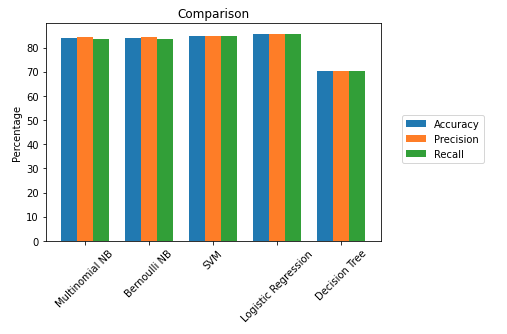 Comparison
Percentage
80
70
60
50
40
30
20
10
0
Multinomial NB
Bernoulli NB
SVM
Logistic Regression
Decision Tree
Accuracy
Precision
Recall